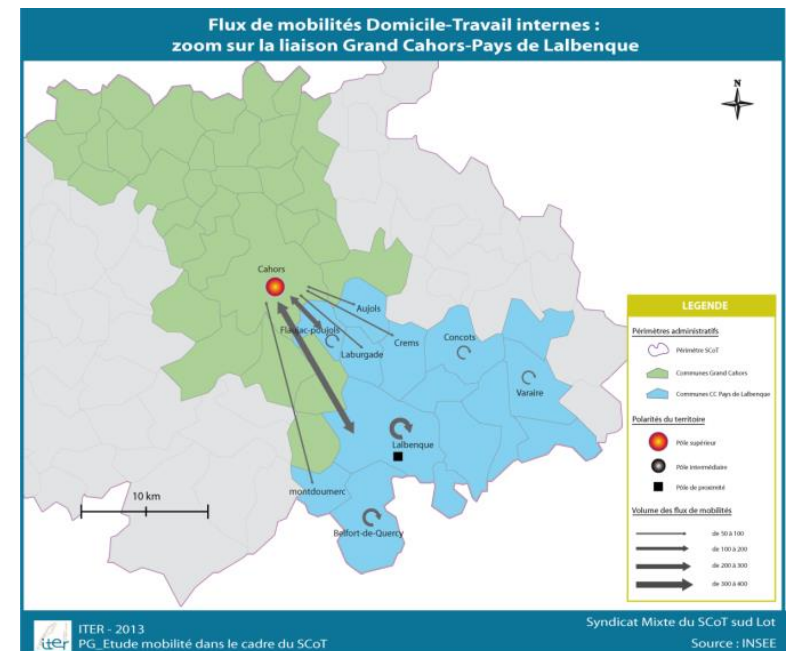 Flux de mobilités Domicile-Travail internes :
zoom sur la liaison Grand Cahors-Pays de Lalbenque
N
Cahors
Aujols
Flaujac-poujols
Laburgade
Crems
Concots
Varaire
Lalbenque
montdoumerc
Belfort-de-Quercy
10 km
LEGENDE
Périmètres administratifs
Périmètre SCoT
Communes Grand Cahors
Communes CC Pays de Lalbenque
Polarités du territoire
Pôle supérieur
Pôle intermédiaire
Pôle de proximité
Volume des flux de mobilités
de 50 à 100
de 100 à 200
de 200 à 300
de 300 à 400
iter
ITER - 2013
PG_Etude mobilité dans le cadre du SCoT
Syndicat Mixte du SCoT sud Lot
Source : INSEE